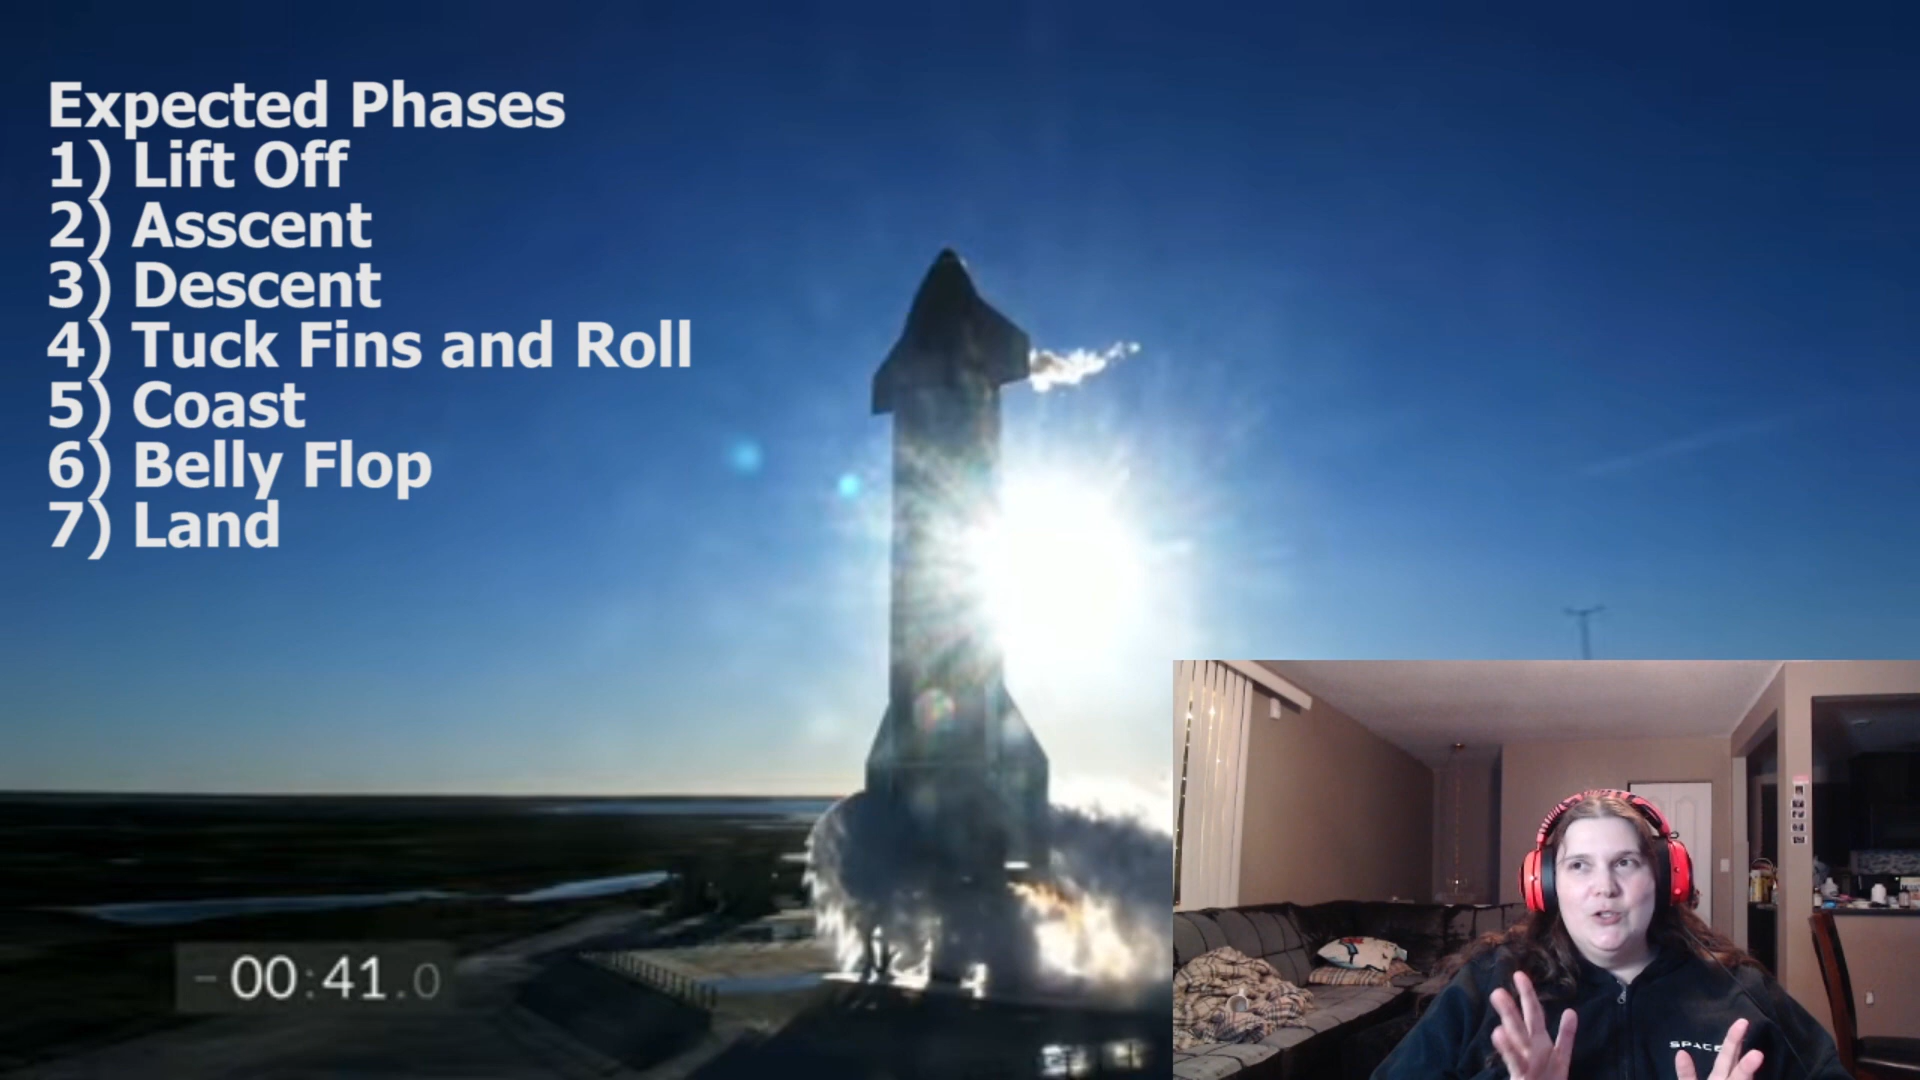 Expected Phases
1) Lift Off
2) Asscent
3) Descent
4) Tuck Fins and Roll
5) Coast
6) Belly Flop
7) Land
- 00:41.0
SPACE